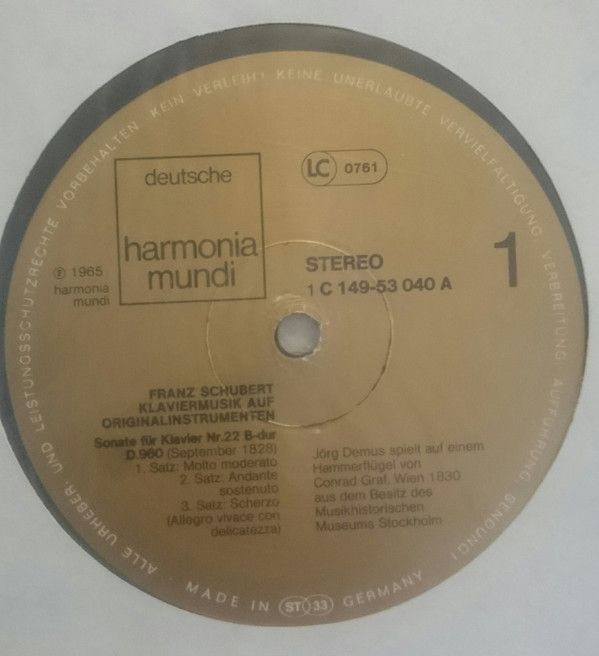 ALLE URHEBER- UND LEISTUNGSSCHUTZRECHTE VORBEHALTEN KEIN VERLEIH! KEINE UNERLAUBTE VERVIELFÄLTIGUNG, VERBREITUNG, AUFFÜHRUNG, SENDUNG!
deutsche
harmonia
mundi
LC 0761
℗ 1965
harmonia
mundi
STEREO
1 C 149-53 040 A
1
FRANZ SCHUBERT
KLAVIERMUSIK AUF
ORIGINALINSTRUMENTEN
Sonate für Klavier Nr.22 B-dur
D.960 (September 1828)
1. Satz: Molto moderato
2. Satz: Andante
sostenuto
3. Satz: Scherzo
(Allegro vivace con
delicatezza)
Jörg Demus spielt auf einem
Hammerflügel von
Conrad Graf, Wien 1830
aus dem Besitz des
Musikhistorischen
Museums Stockholm
MADE IN ST 33 GERMANY